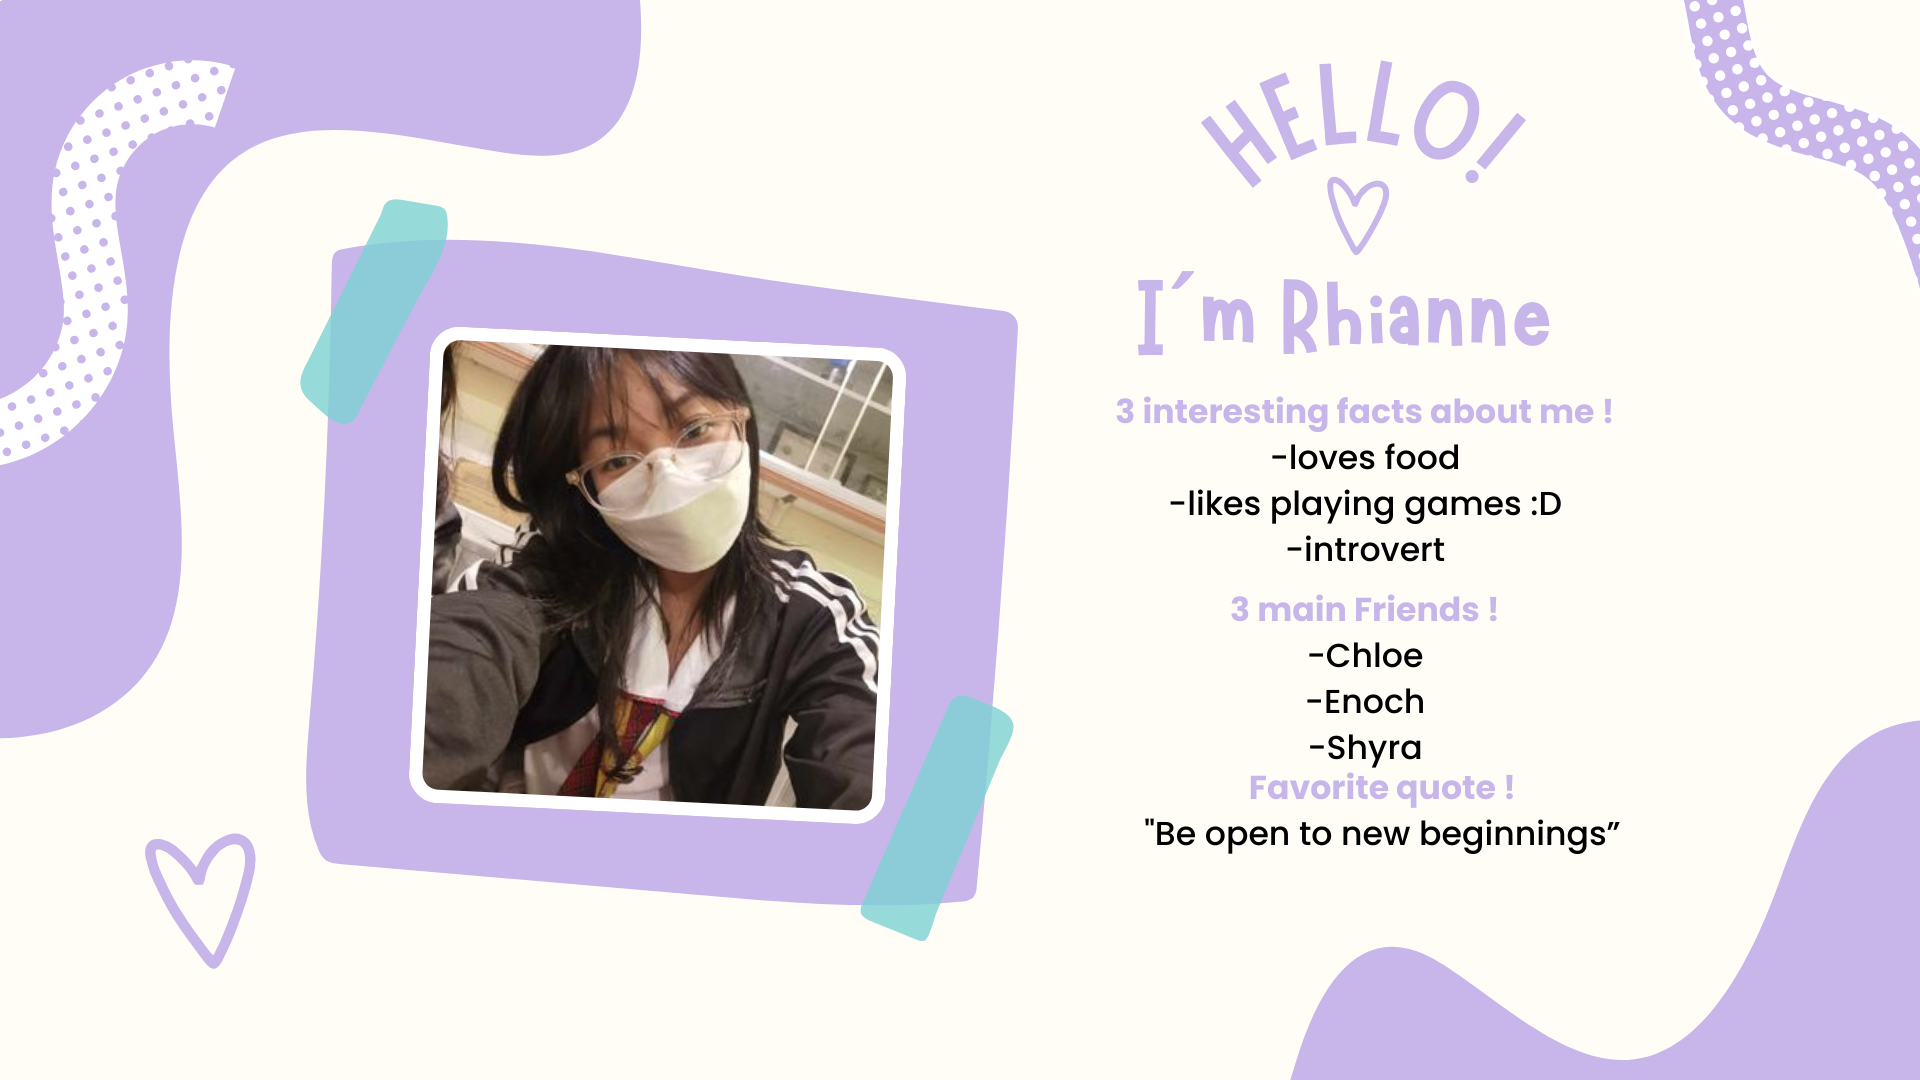 HELLO!
I´m Rhianne
3 interesting facts about me !
-loves food
-likes playing games :D
-introvert
3 main Friends !
-Chloe
-Enoch
-Shyra
Favorite quote !
"Be open to new beginnings”